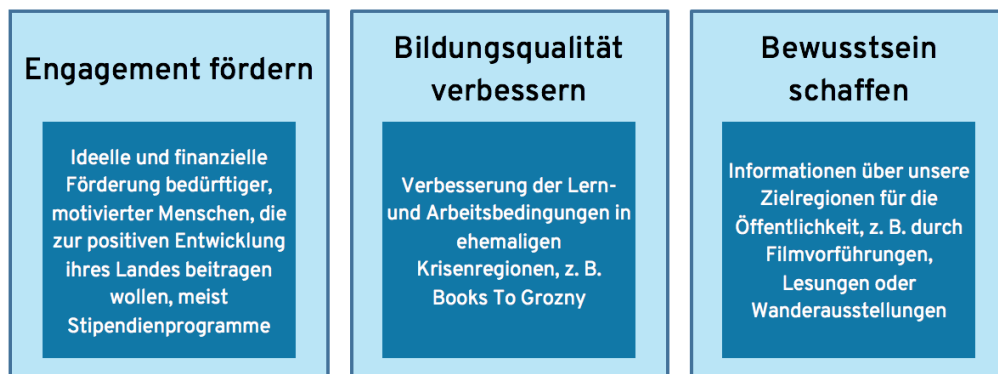 Engagement fördern
Ideelle und finanzielle
Förderung bedürftiger,
motivierter Menschen, die
zur positiven Entwicklung
ihres Landes beitragen
wollen, meist
Stipendienprogramme
Bildungsqualität
verbessern
Verbesserung der Lern-
und Arbeitsbedingungen in
ehemaligen
Krisenregionen, z. B.
Books To Grozny
Bewusstsein
schaffen
Informationen über unsere
Zielregionen für die
Öffentlichkeit, z. B. durch
Filmvorführungen,
Lesungen oder
Wanderausstellungen